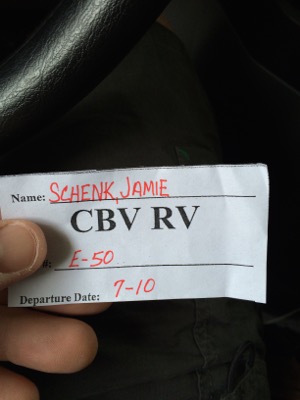 Name: SCHENK, JAMIE
CBV RV
#: E-50
Departure Date: 7-10